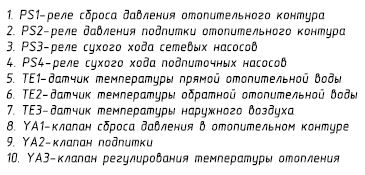 1. PS1-реле сброса давления отопительного контура
2. PS2-реле давления подпитки отопительного контура
3. PS3-реле сухого хода сетевых насосов
4. PS4-реле сухого хода подпиточных насосов
5. TE1-датчик температуры прямой отопительной воды
6. TE2-датчик температуры обратной отопительной воды
7. TE3-датчик температуры наружного воздуха
8. YA1-клапан сброса давления в отопительном контуре
9. YA2-клапан подпитки
10. YA3-клапан регулирования температуры отопления